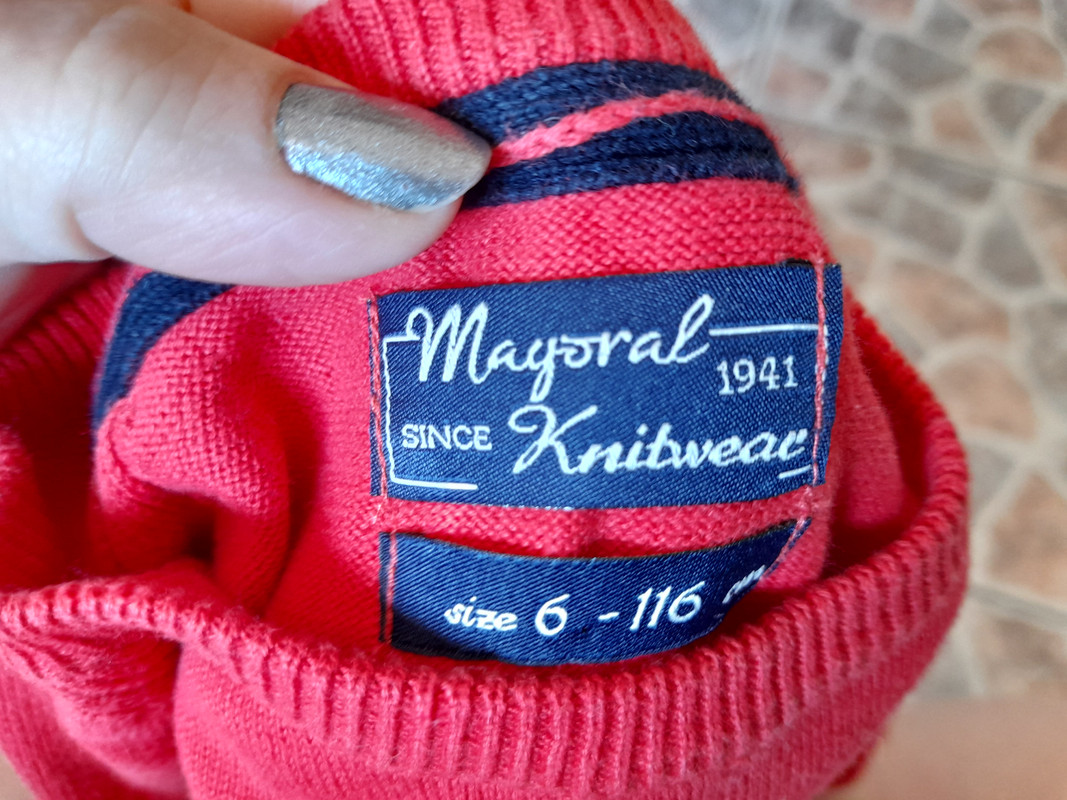 Mayoral
1941
SINCE Knitwear
size 6 - 116 cm